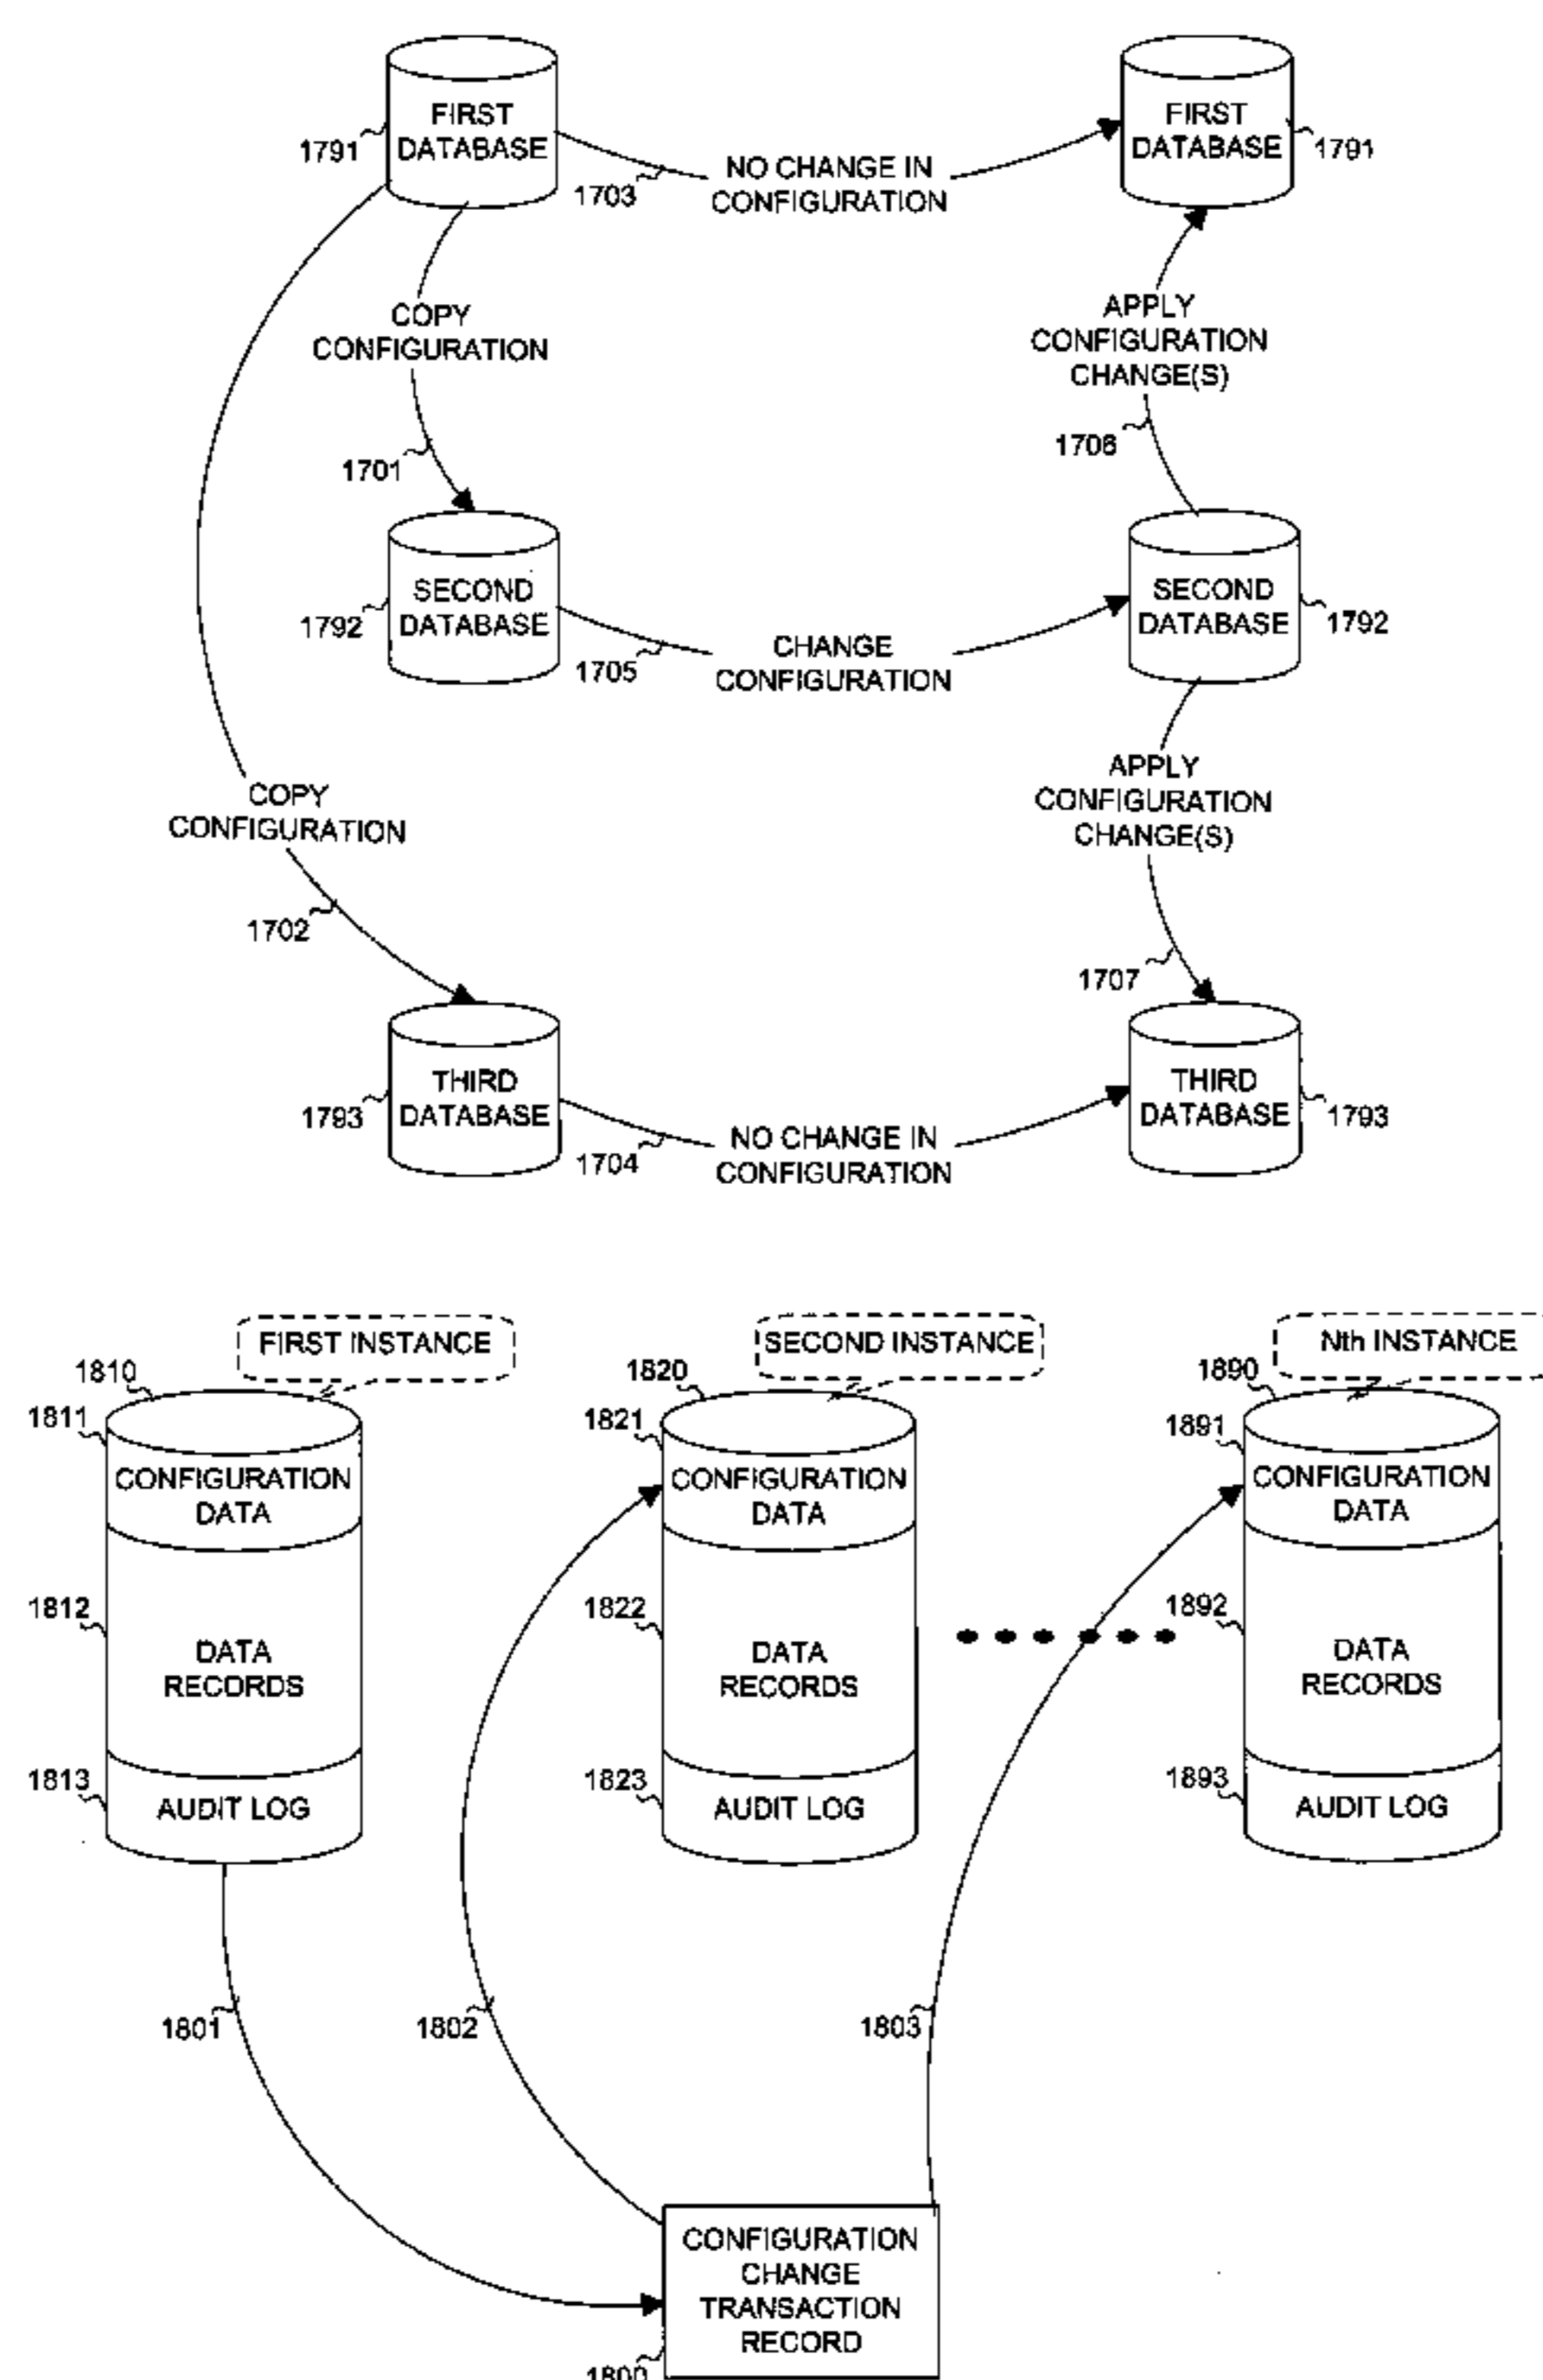 FIRST
DATABASE
1791
FIRST
DATABASE
1791
1703
NO CHANGE IN
CONFIGURATION
COPY
CONFIGURATION
APPLY
CONFIGURATION
CHANGE(S)
1701
1706
SECOND
DATABASE
1792
SECOND
DATABASE
1792
1705
CHANGE
CONFIGURATION
COPY
CONFIGURATION
APPLY
CONFIGURATION
CHANGE(S)
1702
1707
THIRD
DATABASE
1793
THIRD
DATABASE
1793
1704
NO CHANGE IN
CONFIGURATION
FIRST INSTANCE
SECOND INSTANCE
Nth INSTANCE
1810
1820
1890
1811
1821
1891
CONFIGURATION
DATA
CONFIGURATION
DATA
CONFIGURATION
DATA
1812
1822
1892
DATA
RECORDS
DATA
RECORDS
DATA
RECORDS
1813
1823
1893
AUDIT LOG
AUDIT LOG
AUDIT LOG
1801
1802
1803
CONFIGURATION
CHANGE
TRANSACTION
RECORD
1800